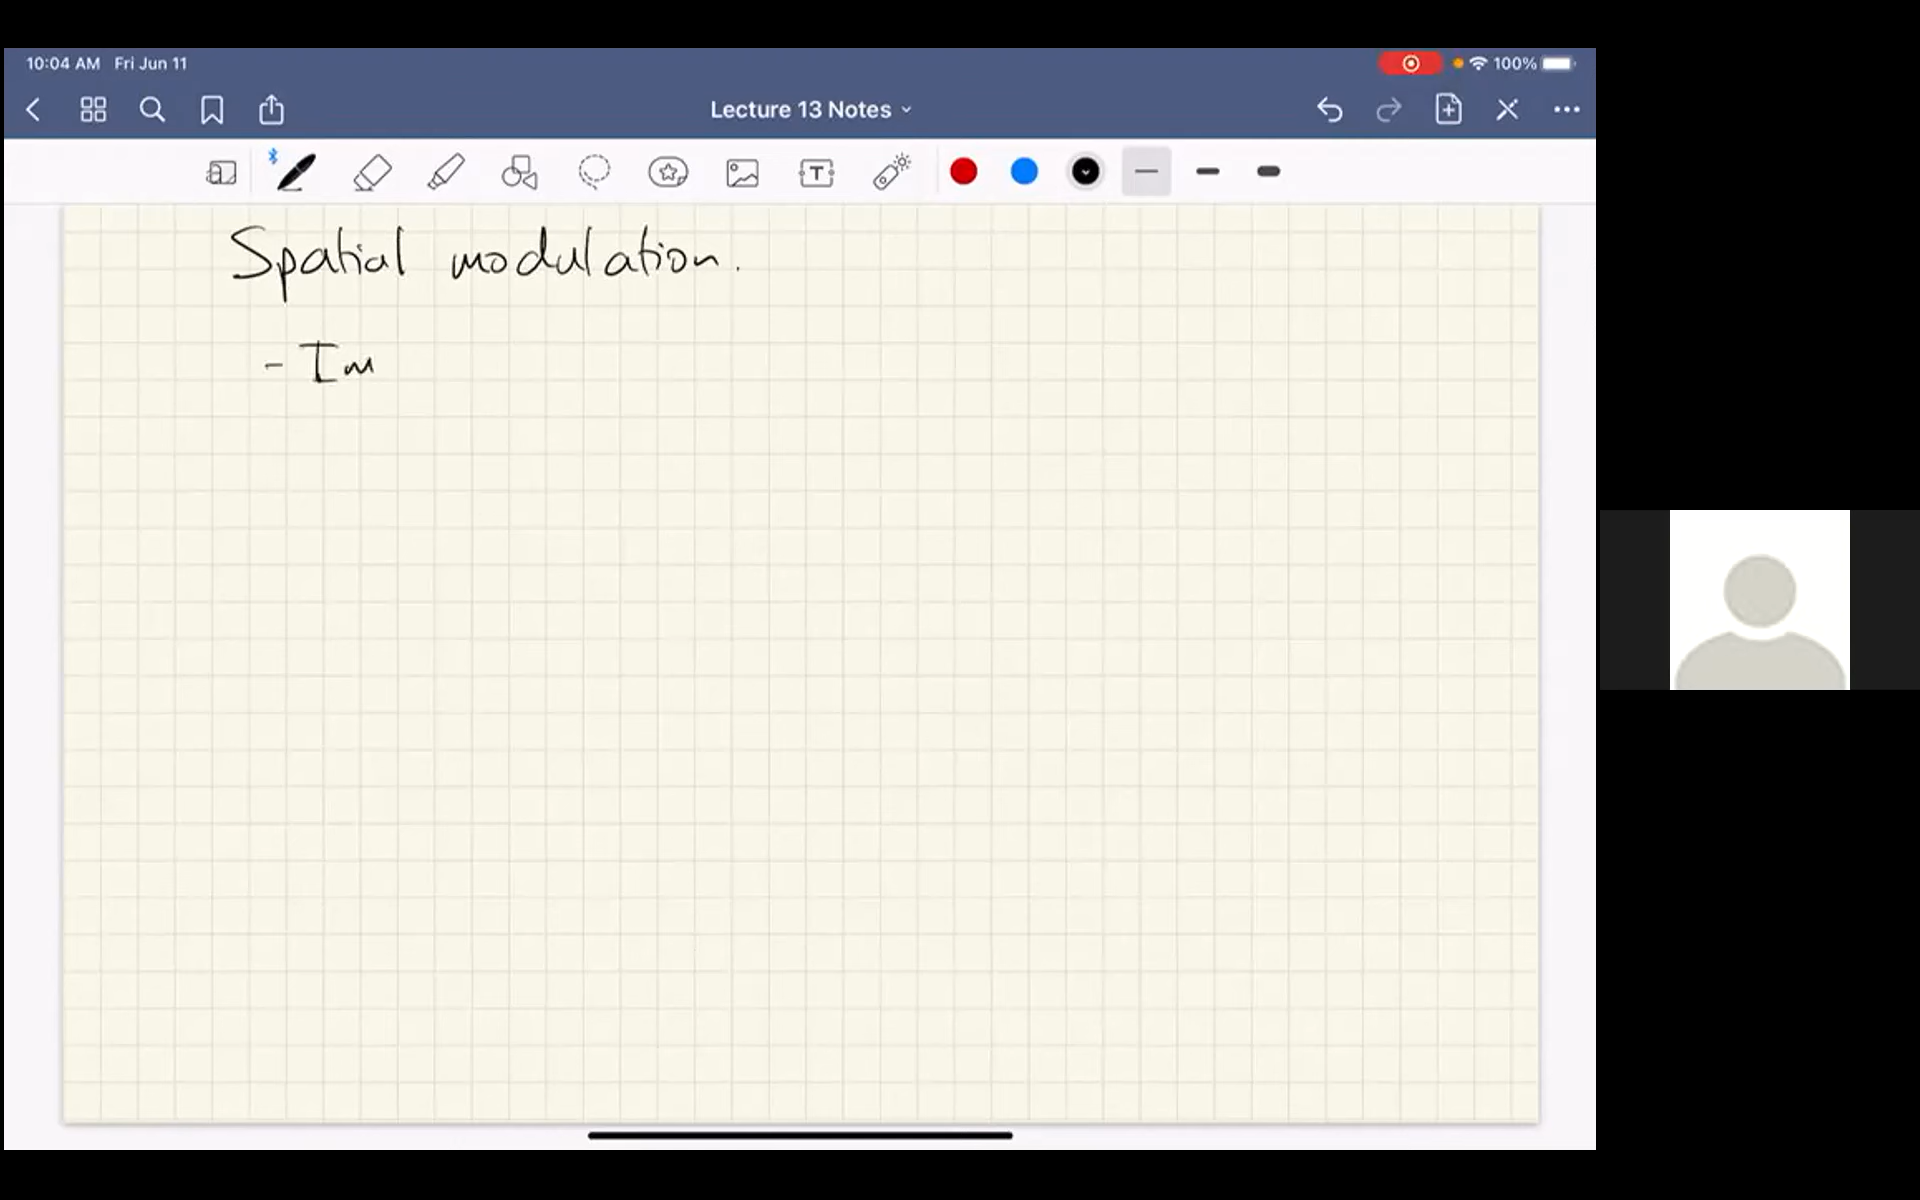 10:04 AM Fri Jun 11
100%
Lecture 13 Notes
T
Spatial modulation.
- Im